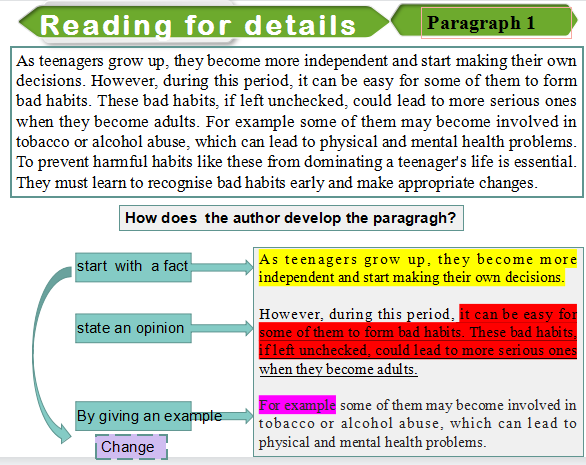 Reading for details
Paragraph 1
As teenagers grow up, they become more independent and start making their own
decisions. However, during this period, it can be easy for some of them to form
bad habits. These bad habits, if left unchecked, could lead to more serious ones
when they become adults. For example some of them may become involved in
tobacco or alcohol abuse, which can lead to physical and mental health problems.
To prevent harmful habits like these from dominating a teenager's life is essential.
They must learn to recognise bad habits early and make appropriate changes.
How does the author develop the paragragh?
start with a fact
As teenagers grow up, they become more
independent and start making their own decisions.
state an opinion
However, during this period, it can be easy for
some of them to form bad habits. These bad habits,
if left unchecked, could lead to more serious ones
when they become adults.
By giving an example
For example some of them may become involved in
tobacco or alcohol abuse, which can lead to
physical and mental health problems.
Change